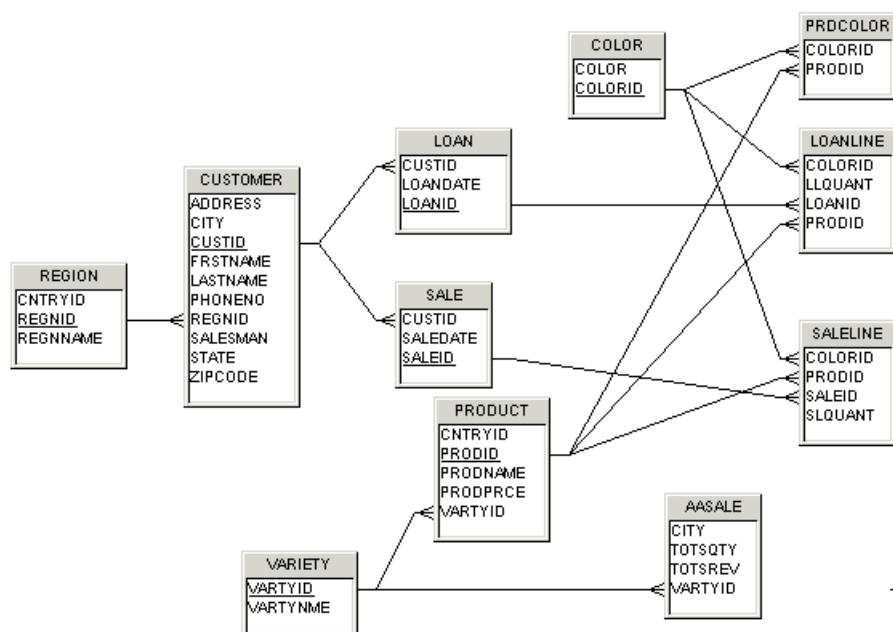 PRDCOLOR
COLORID
PRODID
COLOR
COLOR
COLORID
LOAN
CUSTID
LOANDATE
LOANID
LOANLINE
COLORID
LLQUANT
LOANID
PRODID
CUSTOMER
ADDRESS
CITY
CUSTID
FRSTNAME
LASTNAME
PHONENO
REGNID
SALESMAN
STATE
ZIPCODE
REGION
CNTRYID
REGNID
REGNNAME
SALE
CUSTID
SALEDATE
SALEID
SALELINE
COLORID
PRODID
SALEID
SLQUANT
PRODUCT
CNTRYID
PRODID
PRODNAME
PRODPRCE
VARTYID
AASALE
CITY
TOTSQTY
TOTSREV
VARTYID
VARIETY
VARTYID
VARTYNME